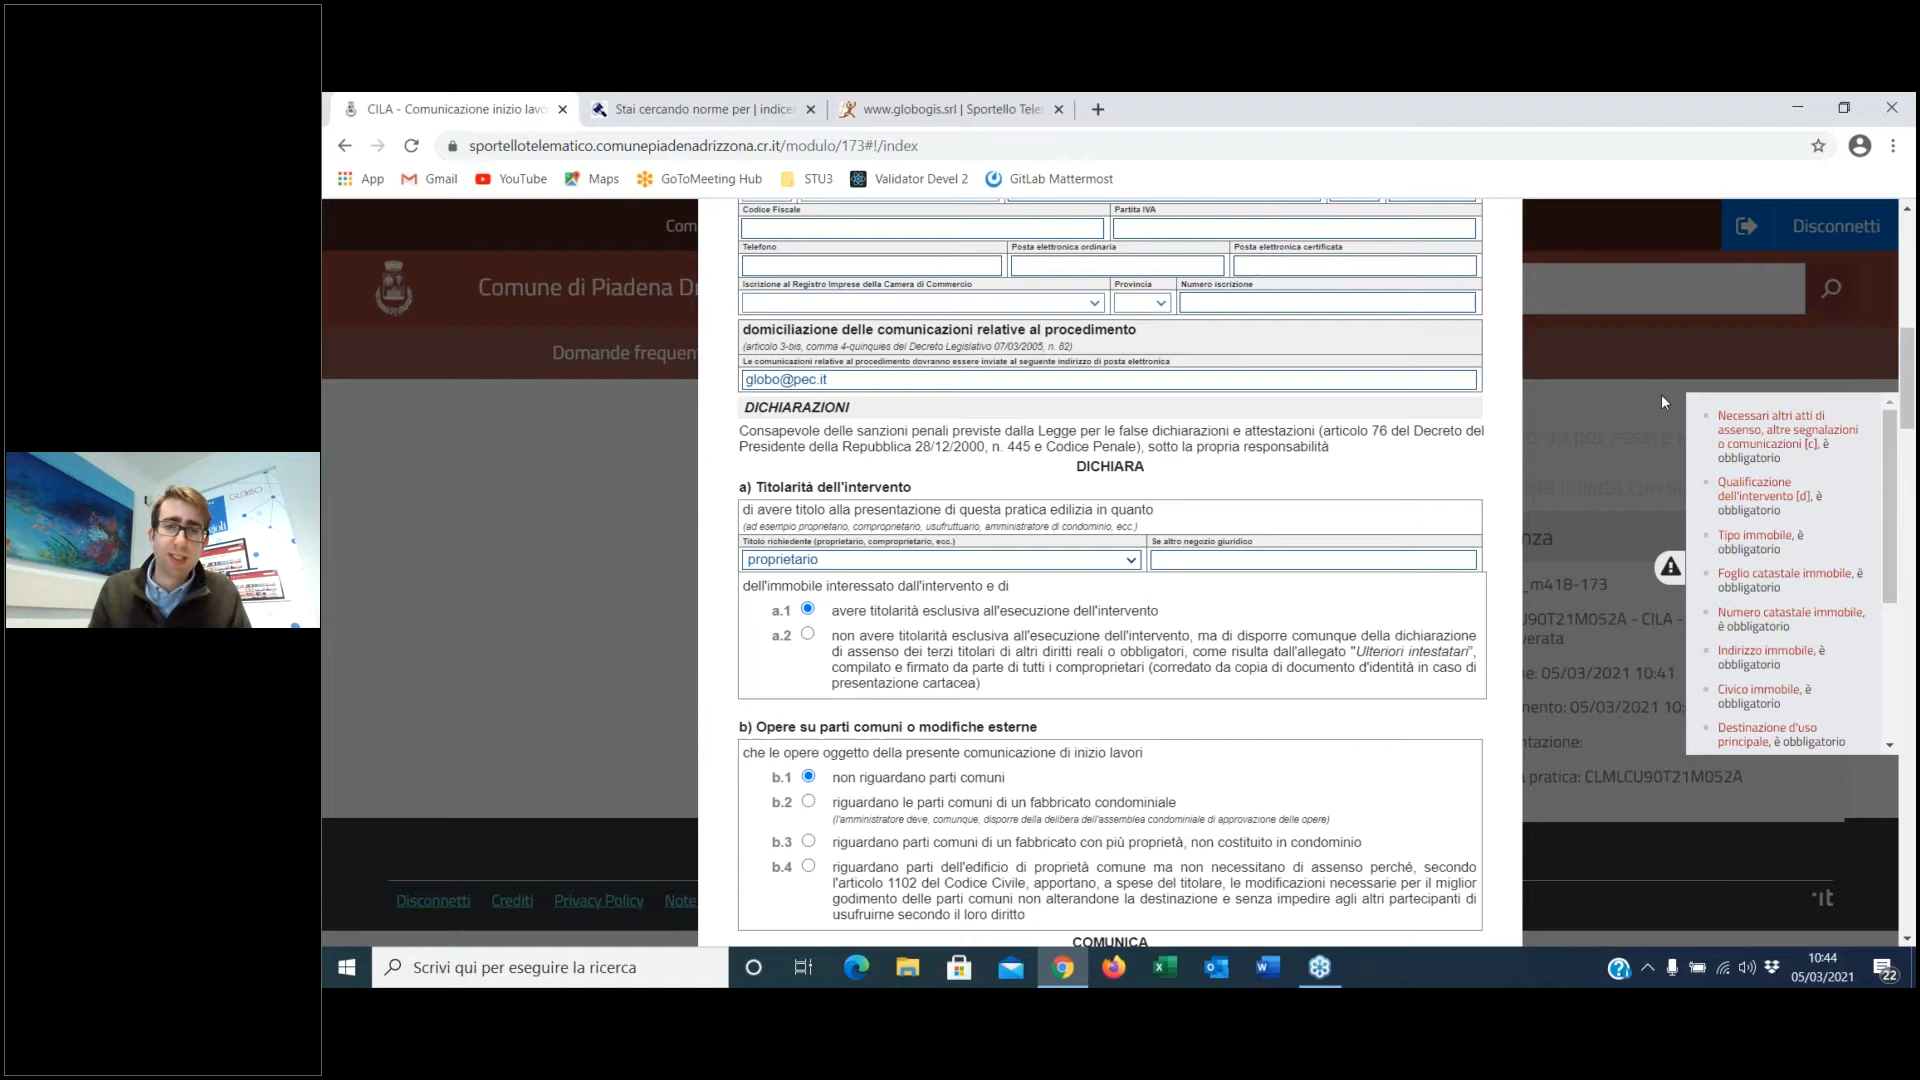 CILA - Comunicazione inizio lavo
Stai cercando norme per | indicer
www.globogis.srl | Sportello Tele
sportellotelematico.comunepiadenadrizzona.cr.it/modulo/173#!/index
App
Gmail
YouTube
Maps
GoToMeeting Hub
STU3
Validator Devel 2
GitLab Mattermost
Com
Disconnetti
Comune di Piadena Dr
Domande frequen
Codice Fiscale
Partita IVA
Telefono
Posta elettronica ordinaria
Posta elettronica certificata
Iscrizione al Registro Imprese della Camera di Commercio
Provincia
Numero iscrizione
domiciliazione delle comunicazioni relative al procedimento
(articolo 3-bis, comma 4-quinquies del Decreto Legislativo 07/03/2005, n. 82)
Le comunicazioni relative al procedimento dovranno essere inviate al seguente indirizzo di posta elettronica
globo@pec.it
DICHIARAZIONI
Consapevole delle sanzioni penali previste dalla Legge per le false dichiarazioni e attestazioni (articolo 76 del Decreto del
Presidente della Repubblica 28/12/2000, n. 445 e Codice Penale), sotto la propria responsabilità
DICHIARA
a) Titolarità dell'intervento
di avere titolo alla presentazione di questa pratica edilizia in quanto
(ad esempio proprietario, comproprietario, usufruttuario, amministratore di condominio, ecc.)
Titolo richiedente (proprietario, comproprietario, ecc.)
Se altro negozio giuridico
proprietario
dell'immobile interessato dall'intervento e di
a.1 avere titolarità esclusiva all'esecuzione dell'intervento
a.2 non avere titolarità esclusiva all'esecuzione dell'intervento, ma di disporre comunque della dichiarazione
di assenso dei terzi titolari di altri diritti reali o obbligatori, come risulta dall'allegato "Ulteriori intestatari",
compilato e firmato da parte di tutti i comproprietari (corredato da copia di documento d'identità in caso di
presentazione cartacea)
b) Opere su parti comuni o modifiche esterne
che le opere oggetto della presente comunicazione di inizio lavori
b.1 non riguardano parti comuni
b.2 riguardano le parti comuni di un fabbricato condominiale
(l'amministratore deve, comunque, disporre della delibera dell'assemblea condominiale di approvazione delle opere)
b.3 riguardano parti comuni di un fabbricato con più proprietà, non costituito in condominio
b.4 riguardano parti dell'edificio di proprietà comune ma non necessitano di assenso perché, secondo
l'articolo 1102 del Codice Civile, apportano, a spese del titolare, le modificazioni necessarie per il miglior
godimento delle parti comuni non alterandone la destinazione e senza impedire agli altri partecipanti di
usufruirne secondo il loro diritto
COMUNICA
Necessari altri atti di
assenso, altre segnalazioni
o comunicazioni [c], è
obbligatorio
Qualificazione
dell'intervento [d], è
obbligatorio
Tipo immobile, è
obbligatorio
Foglio catastale immobile, è
obbligatorio
Numero catastale immobile,
è obbligatorio
Indirizzo immobile, è
obbligatorio
Civico immobile, è
obbligatorio
Destinazione d'uso
principale, è obbligatorio
nza
_m418-173
J90T21M052A - CILA -
verata
e: 05/03/2021 10:41
mento: 05/03/2021 10:
ntazione:
a pratica: CLMLCU90T21M052A
Disconnetti
Crediti
Privacy Policy
Note
Scrivi qui per eseguire la ricerca
10:44
05/03/2021
22